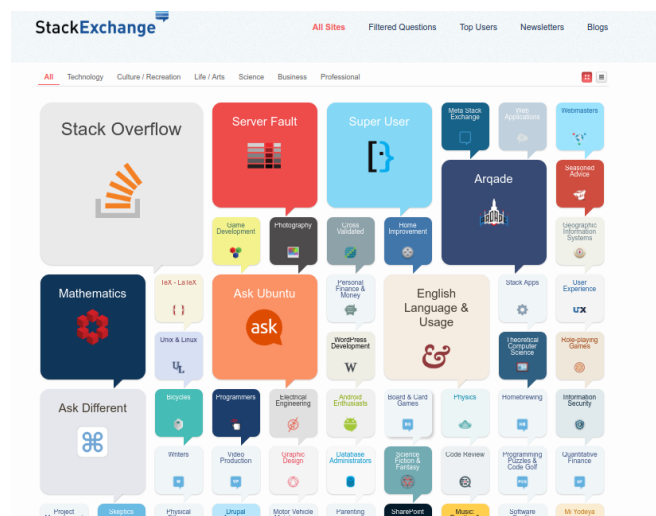 StackExchange
All Sites Filtered Questions Top Users Newsletters Blogs
All Technology Culture / Recreation Life / Arts Science Business Professional
Stack Overflow
Server Fault
Super User
Meta Stack
Exchange
Web
Applications
Webmasters
Arqade
Seasoned
Advice
Game
Development
Photography
Cross
Validated
Home
Improvement
Geographic
Information
Systems
Mathematics
TeX - LaTeX
{ }
Ask Ubuntu
ask
Personal
Finance &
Money
English
Language &
Usage
&
Stack Apps
User
Experience
UX
Unix & Linux
UL
WordPress
Development
W
Theoretical
Computer
Science
Role-playing
Games
Ask Different
Bicycles
Programmers
Electrical
Engineering
Android
Enthusiasts
Board & Card
Games
Physics
Homebrewing
Information
Security
Writers
Video
Production
Graphic
Design
Database
Administrators
Science
Fiction &
Fantasy
Code Review
Programming
Puzzles &
Code Golf
Quantitative
Finance
Project
Skeptics
Physical
Drupal
Motor Vehicle
Parenting
SharePoint
Music:
Software
Mi Yodeya